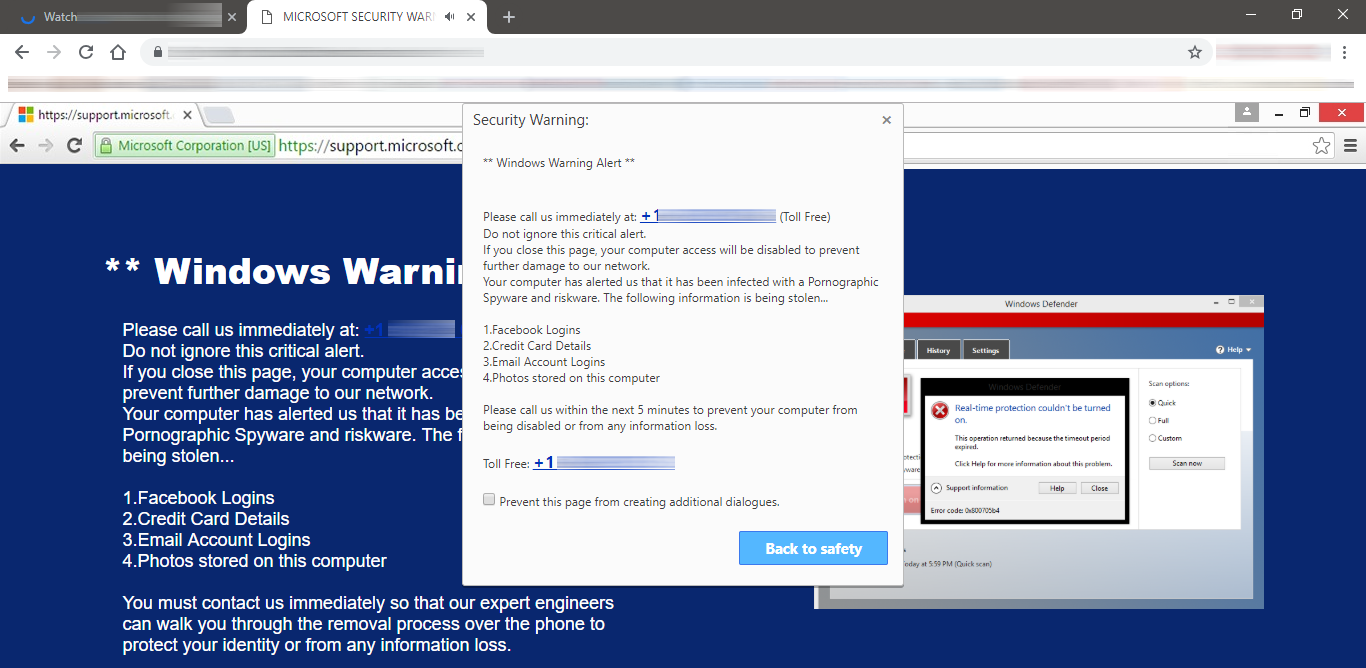 Watch
MICROSOFT SECURITY WAR
https://support.microsoft.
Microsoft Corporation [US] https://support.microsoft.c
Security Warning:
** Windows Warning Alert **
Please call us immediately at: +1 (Toll Free)
Do not ignore this critical alert.
If you close this page, your computer access will be disabled to prevent
further damage to our network.
Your computer has alerted us that it has been infected with a Pornographic
Spyware and riskware. The following information is being stolen...
1.Facebook Logins
2.Credit Card Details
3.Email Account Logins
4.Photos stored on this computer
Please call us within the next 5 minutes to prevent your computer from
being disabled or from any information loss.
Toll Free: +1
Prevent this page from creating additional dialogues.
Back to safety
** Windows Warnin
Please call us immediately at: +1
Do not ignore this critical alert.
If you close this page, your computer acces
prevent further damage to our network.
Your computer has alerted us that it has be
Pornographic Spyware and riskware. The f
being stolen...
1.Facebook Logins
2.Credit Card Details
3.Email Account Logins
4.Photos stored on this computer
You must contact us immediately so that our expert engineers
can walk you through the removal process over the phone to
protect your identity or from any information loss.
Windows Defender
History
Settings
Help
Windows Defender
Real-time protection couldn't be turned
on.
This operation returned because the timeout period
expired.
Click Help for more information about this problem.
Support information
Help
Close
Error code: 0x800705b4
Scan options:
Quick
Full
Custom
Scan now
oday at 5:59 PM (Quick scan)